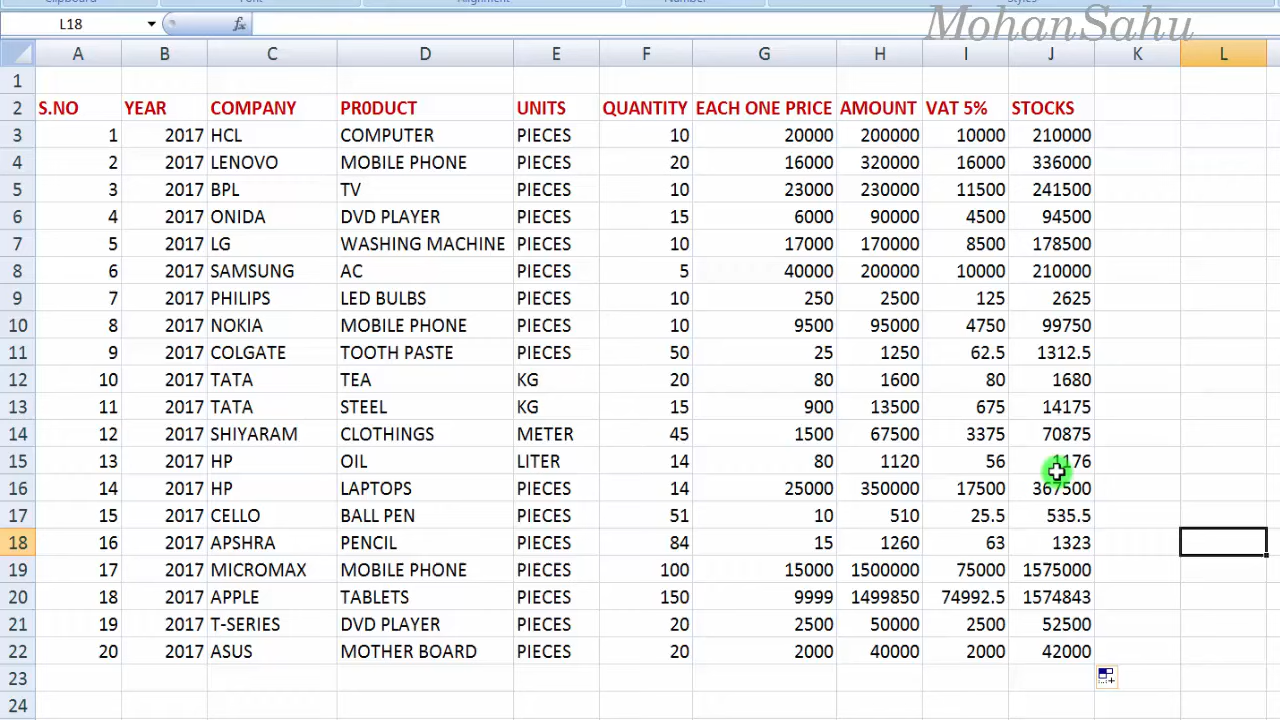 MohanSahu
L18 fx
A B C D E F G H I J K L
1
2 S.NO YEAR COMPANY PR0DUCT UNITS QUANTITY EACH ONE PRICE AMOUNT VAT 5% STOCKS
3 1 2017 HCL COMPUTER PIECES 10 20000 200000 10000 210000
4 2 2017 LENOVO MOBILE PHONE PIECES 20 16000 320000 16000 336000
5 3 2017 BPL TV PIECES 10 23000 230000 11500 241500
6 4 2017 ONIDA DVD PLAYER PIECES 15 6000 90000 4500 94500
7 5 2017 LG WASHING MACHINE PIECES 10 17000 170000 8500 178500
8 6 2017 SAMSUNG AC PIECES 5 40000 200000 10000 210000
9 7 2017 PHILIPS LED BULBS PIECES 10 250 2500 125 2625
10 8 2017 NOKIA MOBILE PHONE PIECES 10 9500 95000 4750 99750
11 9 2017 COLGATE TOOTH PASTE PIECES 50 25 1250 62.5 1312.5
12 10 2017 TATA TEA KG 20 80 1600 80 1680
13 11 2017 TATA STEEL KG 15 900 13500 675 14175
14 12 2017 SHIYARAM CLOTHINGS METER 45 1500 67500 3375 70875
15 13 2017 HP OIL LITER 14 80 1120 56 1176
16 14 2017 HP LAPTOPS PIECES 14 25000 350000 17500 367500
17 15 2017 CELLO BALL PEN PIECES 51 10 510 25.5 535.5
18 16 2017 APSHRA PENCIL PIECES 84 15 1260 63 1323
19 17 2017 MICROMAX MOBILE PHONE PIECES 100 15000 1500000 75000 1575000
20 18 2017 APPLE TABLETS PIECES 150 9999 1499850 74992.5 1574843
21 19 2017 T-SERIES DVD PLAYER PIECES 20 2500 50000 2500 52500
22 20 2017 ASUS MOTHER BOARD PIECES 20 2000 40000 2000 42000
23
24